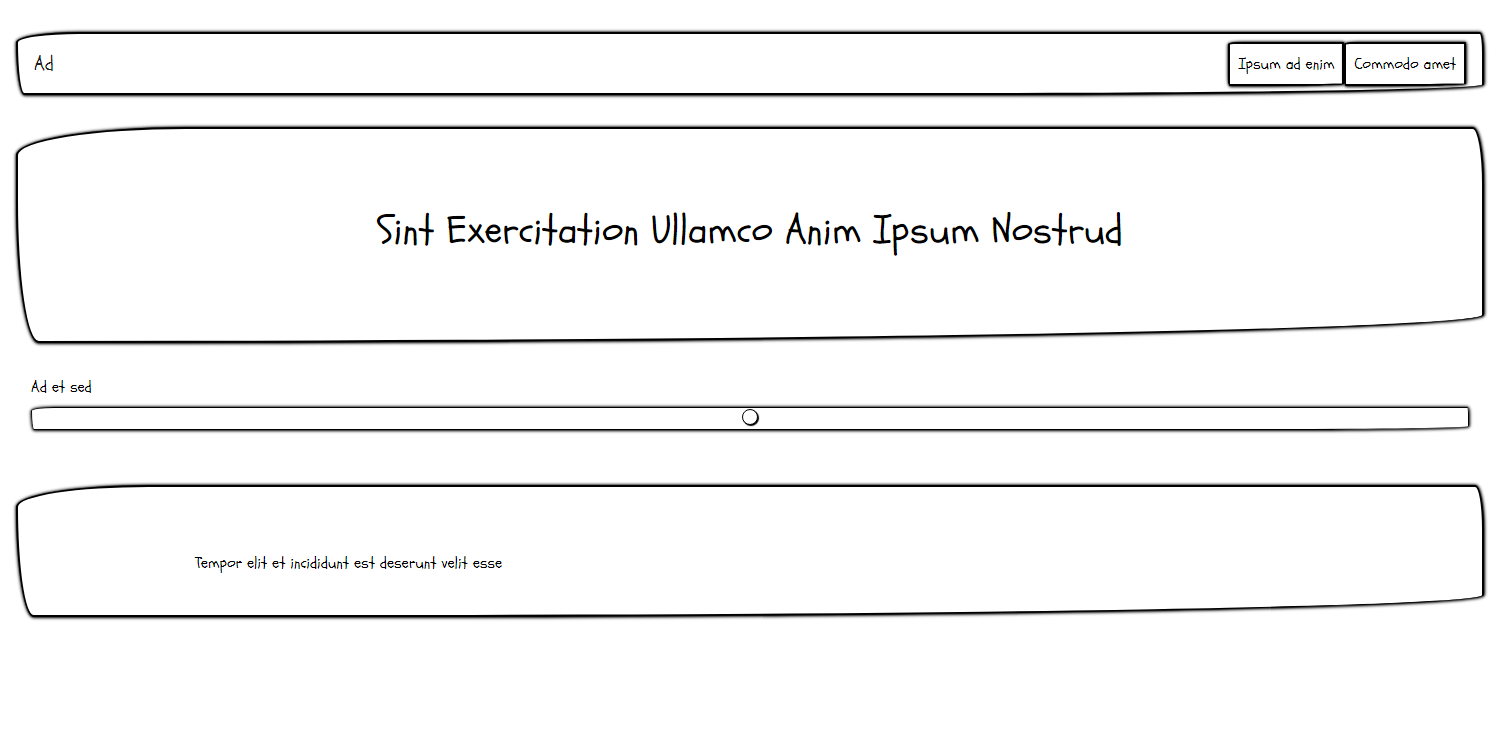 Ad
Ipsum ad enim
Commodo amet
Sint Exercitation Ullamco Anim Ipsum Nostrud
Ad et sed
Tempor elit et incididunt est deserunt velit esse